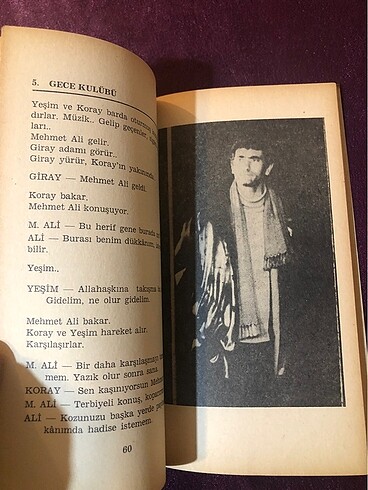 5. GECE KULÜBÜ
Yeşim ve Koray barda oturmuş
dırlar. Müzik.. Gelip geçenler,
ları..
Mehmet Ali gelir.
Giray adamı görür..
Giray yürür, Koray'ın yakınında
GİRAY — Mehmet Ali geldi.
Koray bakar.
Mehmet Ali konuşuyor.
M. ALİ — Bu herif gene burada
ALİ — Burası benim dükkânım,
bilir.
Yeşim..
YEŞİM — Allahaşkına takışma
Gidelim, ne olur gidelim.
Mehmet Ali bakar.
Koray ve Yeşim hareket alır.
Karşılaşırlar.
M. ALİ — Bir daha karşılaşmayı
mem. Yazık olur sonra sana.
KORAY — Sen kaşınıyorsun
M. ALİ — Terbiyeli konuş,
ALİ — Kozunuzu başka yerde
kânımda hadise istemem.
60